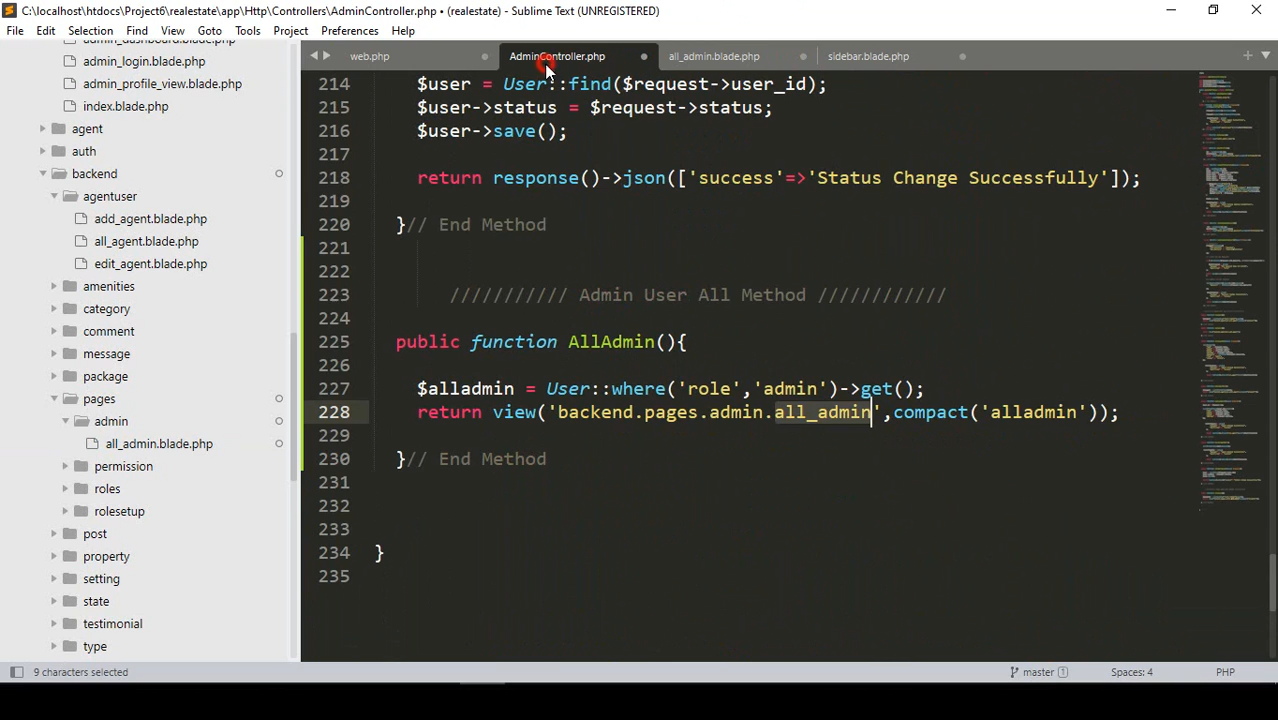 C:\localhost\htdocs\Project6\realestate\app\Http\Controllers\AdminController.php • (realestate) - Sublime Text (UNREGISTERED)
File Edit Selection Find View Goto Tools Project Preferences Help
admin_dashboard.blade.php
admin_login.blade.php
admin_profile_view.blade.php
index.blade.php
agent
auth
backend
agentuser
add_agent.blade.php
all_agent.blade.php
edit_agent.blade.php
amenities
category
comment
message
package
pages
admin
all_admin.blade.php
permission
roles
rolesetup
post
property
setting
state
testimonial
type
web.php AdminController.php all_admin.blade.php sidebar.blade.php
214 $user = User::find($request->user_id);
215 $user->status = $request->status;
216 $user->save();
217
218 return response()->json(['success'=>'Status Change Successfully']);
219
220 }// End Method
221
222
223 /////////// Admin User All Method ////////////
224
225 public function AllAdmin(){
226
227 $alladmin = User::where('role','admin')->get();
228 return view('backend.pages.admin.all_admin',compact('alladmin'));
229
230 }// End Method
231
232
233
234 }
235
9 characters selected master 1 Spaces: 4 PHP